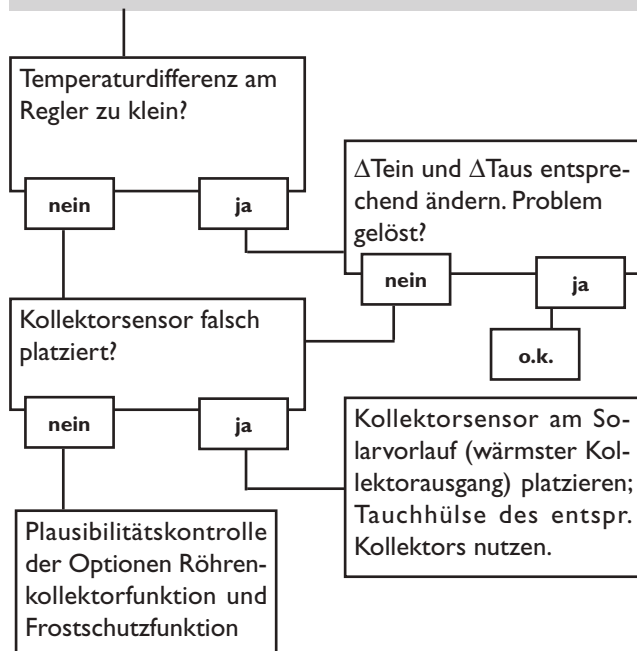 Temperaturdifferenz am
Regler zu klein?
nein
ja
ΔTein und ΔTaus entspre-
chend ändern. Problem
gelöst?
nein
ja
o.k.
Kollektorsensor falsch
platziert?
nein
ja
Kollektorsensor am So-
larvorlauf (wärmster Kol-
lektorausgang) platzieren;
Tauchhülse des entspr.
Kollektors nutzen.
Plausibilitätskontrolle
der Optionen Röhren-
kollektorfunktion und
Frostschutzfunktion